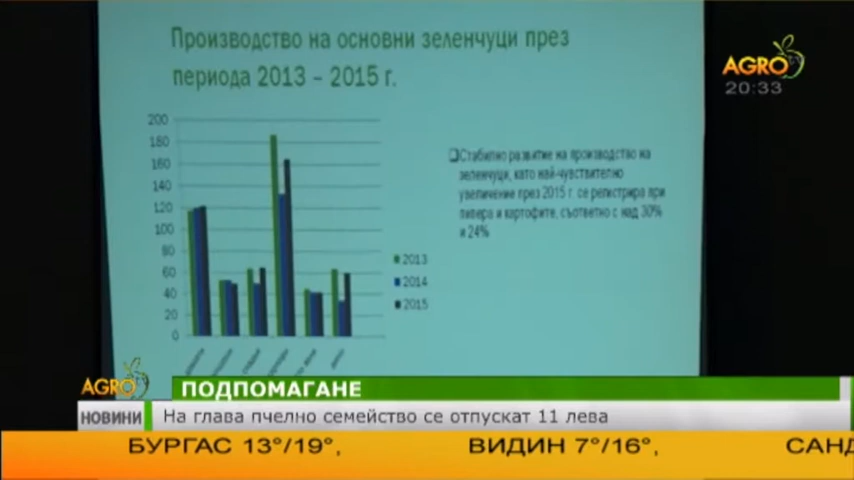 Производство на основни зеленчуци през
периода 2013 – 2015 г.
AGRO
20:33
200
180
160
140
120
100
80
60
40
20
0
2013
2014
2015
Стабилно развитие на производство на
зеленчуци, като най-чувствително
увеличение през 2015 г. се регистрира при
пипера и картофите, съответно с над 30%
и 24%
AGRO
ПОДПОМАГАНЕ
НОВИНИ
На глава пчелно семейство се отпускат 11 лева
БУРГАС 13°/19°, ВИДИН 7°/16°, САНД